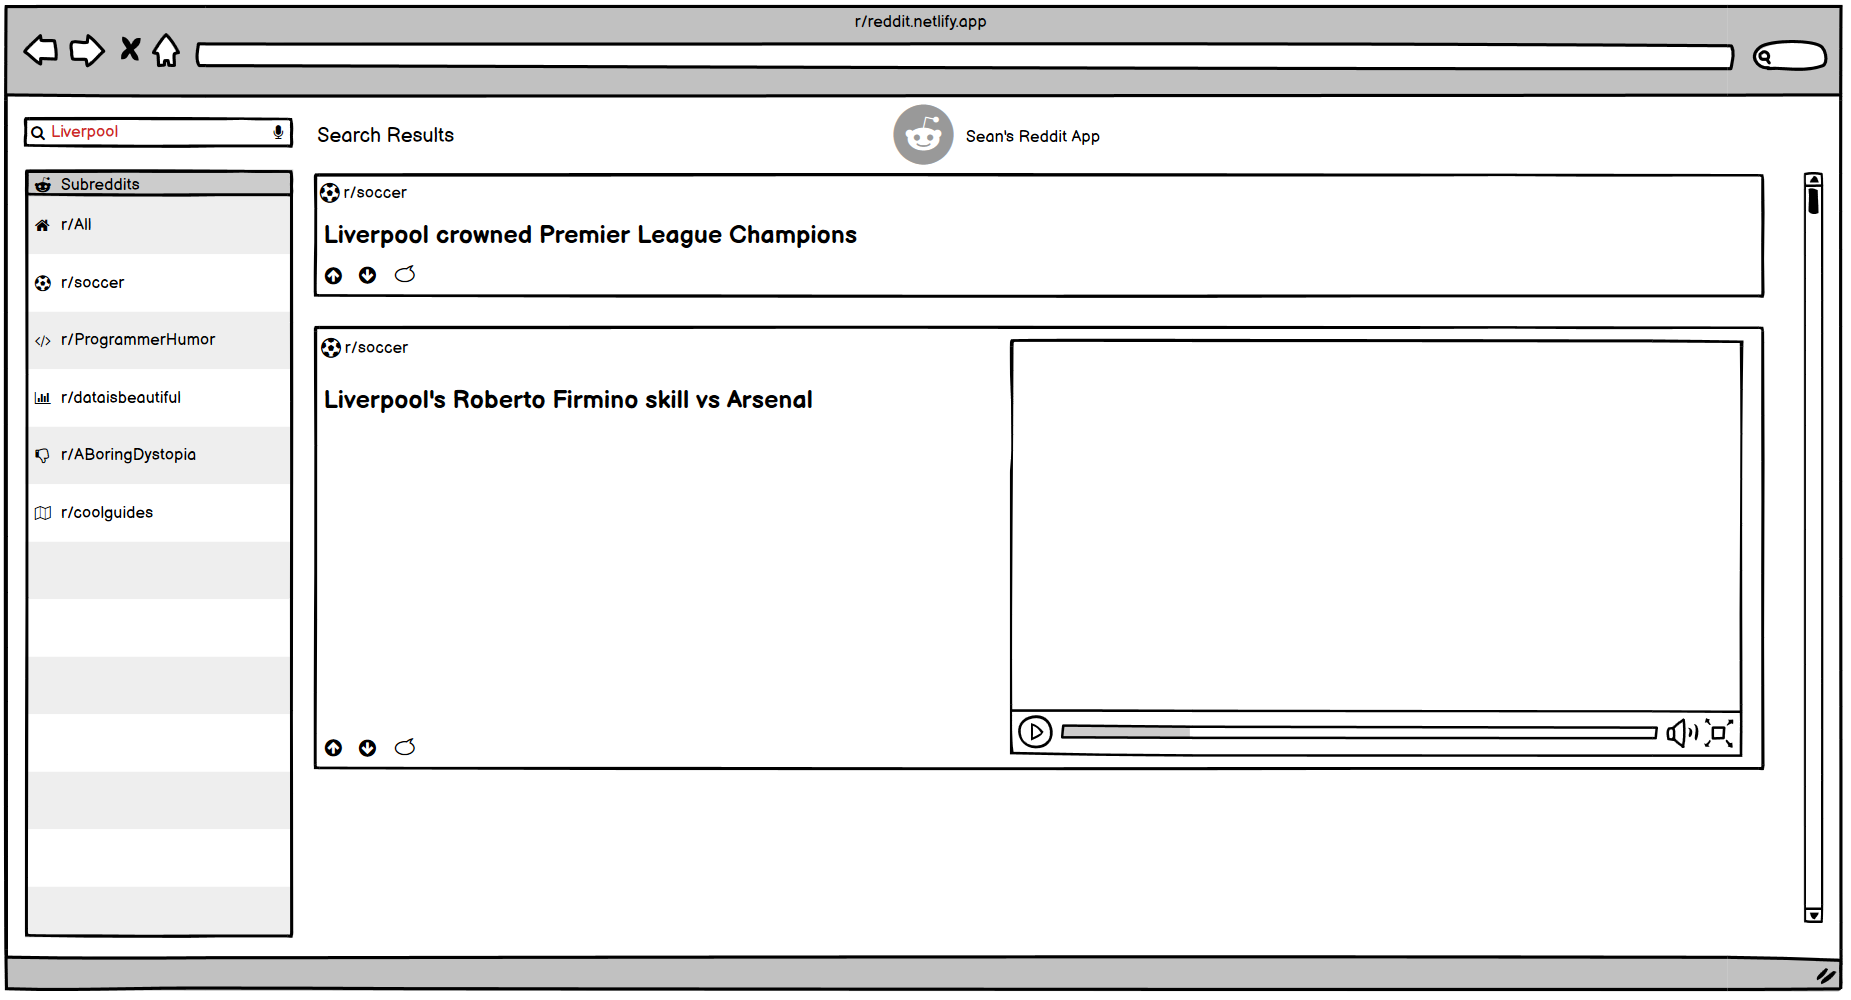 r/reddit.netlify.app
Liverpool
Search Results
Sean's Reddit App
Subreddits
r/All
r/soccer
r/ProgrammerHumor
r/dataisbeautiful
r/ABoringDystopia
r/coolguides
r/soccer
Liverpool crowned Premier League Champions
r/soccer
Liverpool's Roberto Firmino skill vs Arsenal